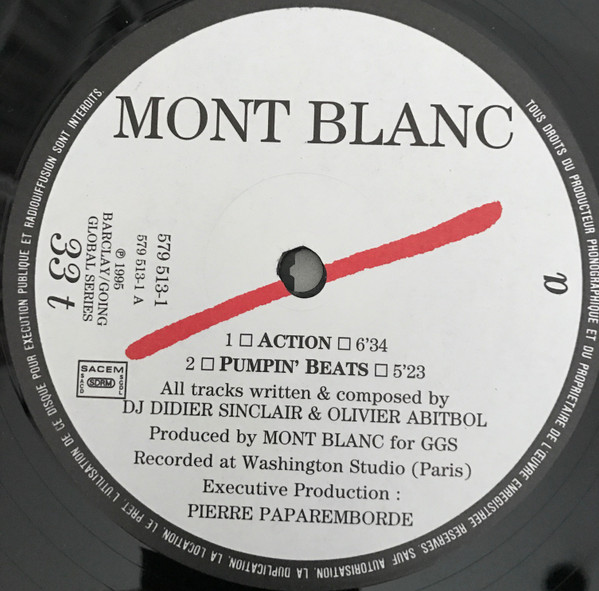 MONT BLANC
579 513-1
579 513-1 A
℗ 1995
BARCLAY/GOING
GLOBAL SERIES
33 t
SACEM
SACD
SDRM
SGDL
1 □ ACTION □ 6'34
2 □ PUMPIN' BEATS □ 5'23
All tracks written & composed by
DJ DIDIER SINCLAIR & OLIVIER ABITBOL
Produced by MONT BLANC for GGS
Recorded at Washington Studio (Paris)
Executive Production :
PIERRE PAPAREMBORDE
TOUS DROITS DU PRODUCTEUR PHONOGRAPHIQUE ET DU PROPRIETAIRE DE L'ŒUVRE ENREGISTREE RESERVES. SAUF AUTORISATION, LA DUPLICATION, LA LOCATION, LE PRET, L'UTILISATION DE CE DISQUE POUR EXECUTION PUBLIQUE ET RADIODIFFUSION SONT INTERDITS.